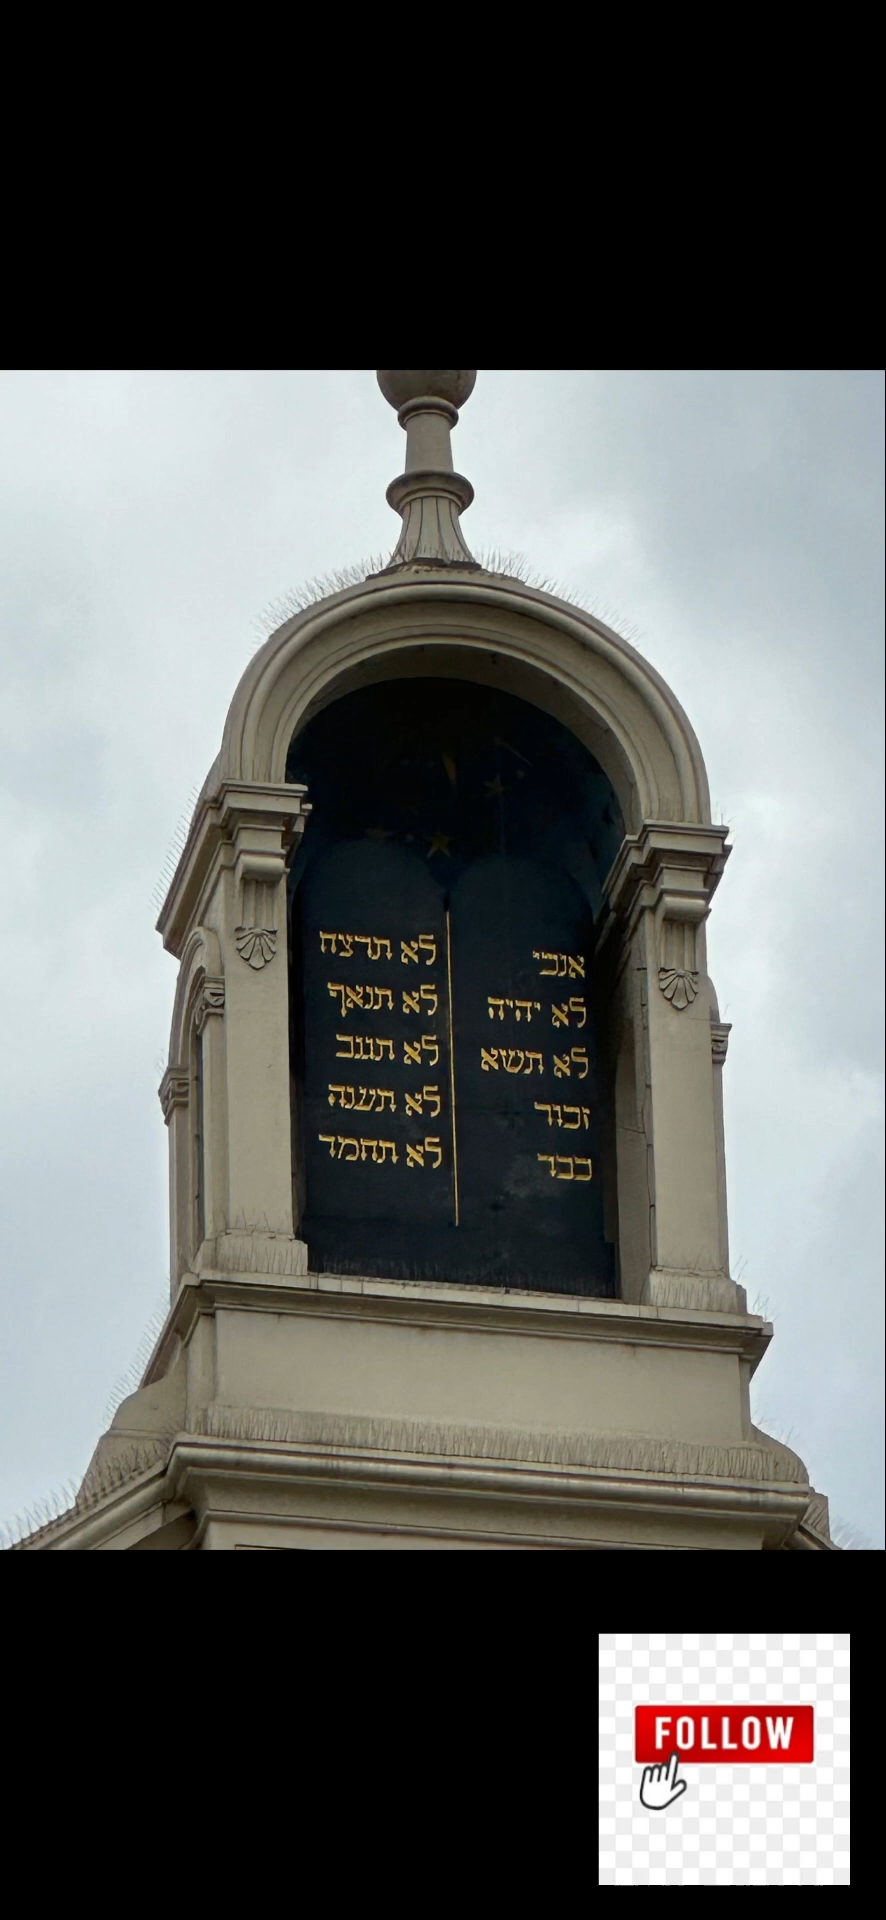 אנכי
לא יהיה
לא תשא
זכור
כבד
לא תרצח
לא תנאף
לא תגנב
לא תענה
לא תחמד
FOLLOW